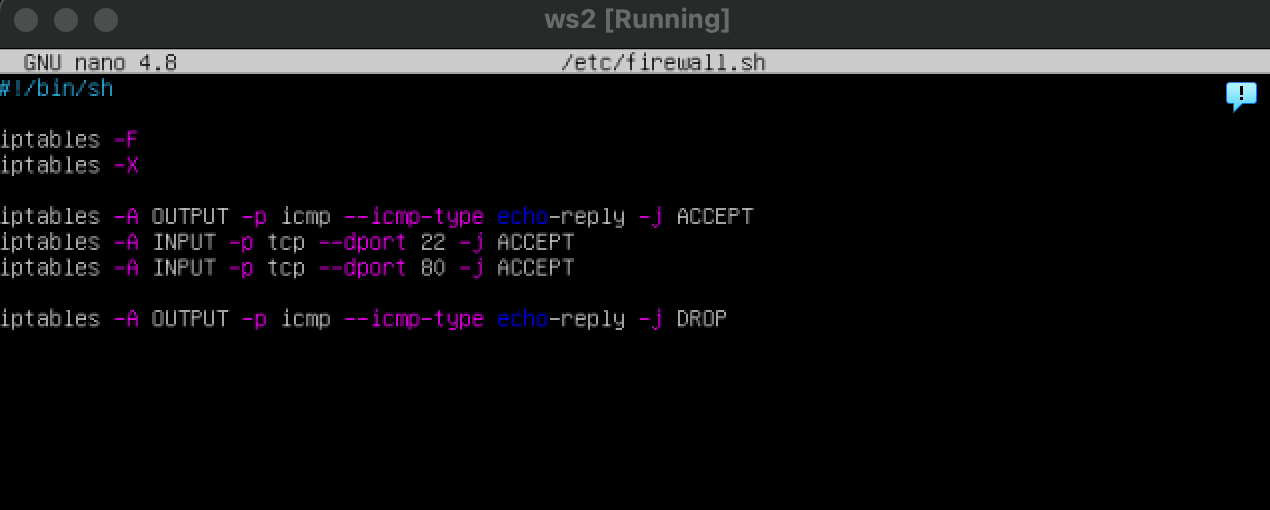 ws2 [Running]
GNU nano 4.8 /etc/firewall.sh
#!/bin/sh
iptables -F
iptables -X
iptables -A OUTPUT -p icmp --icmp-type echo-reply -j ACCEPT
iptables -A INPUT -p tcp --dport 22 -j ACCEPT
iptables -A INPUT -p tcp --dport 80 -j ACCEPT
iptables -A OUTPUT -p icmp --icmp-type echo-reply -j DROP